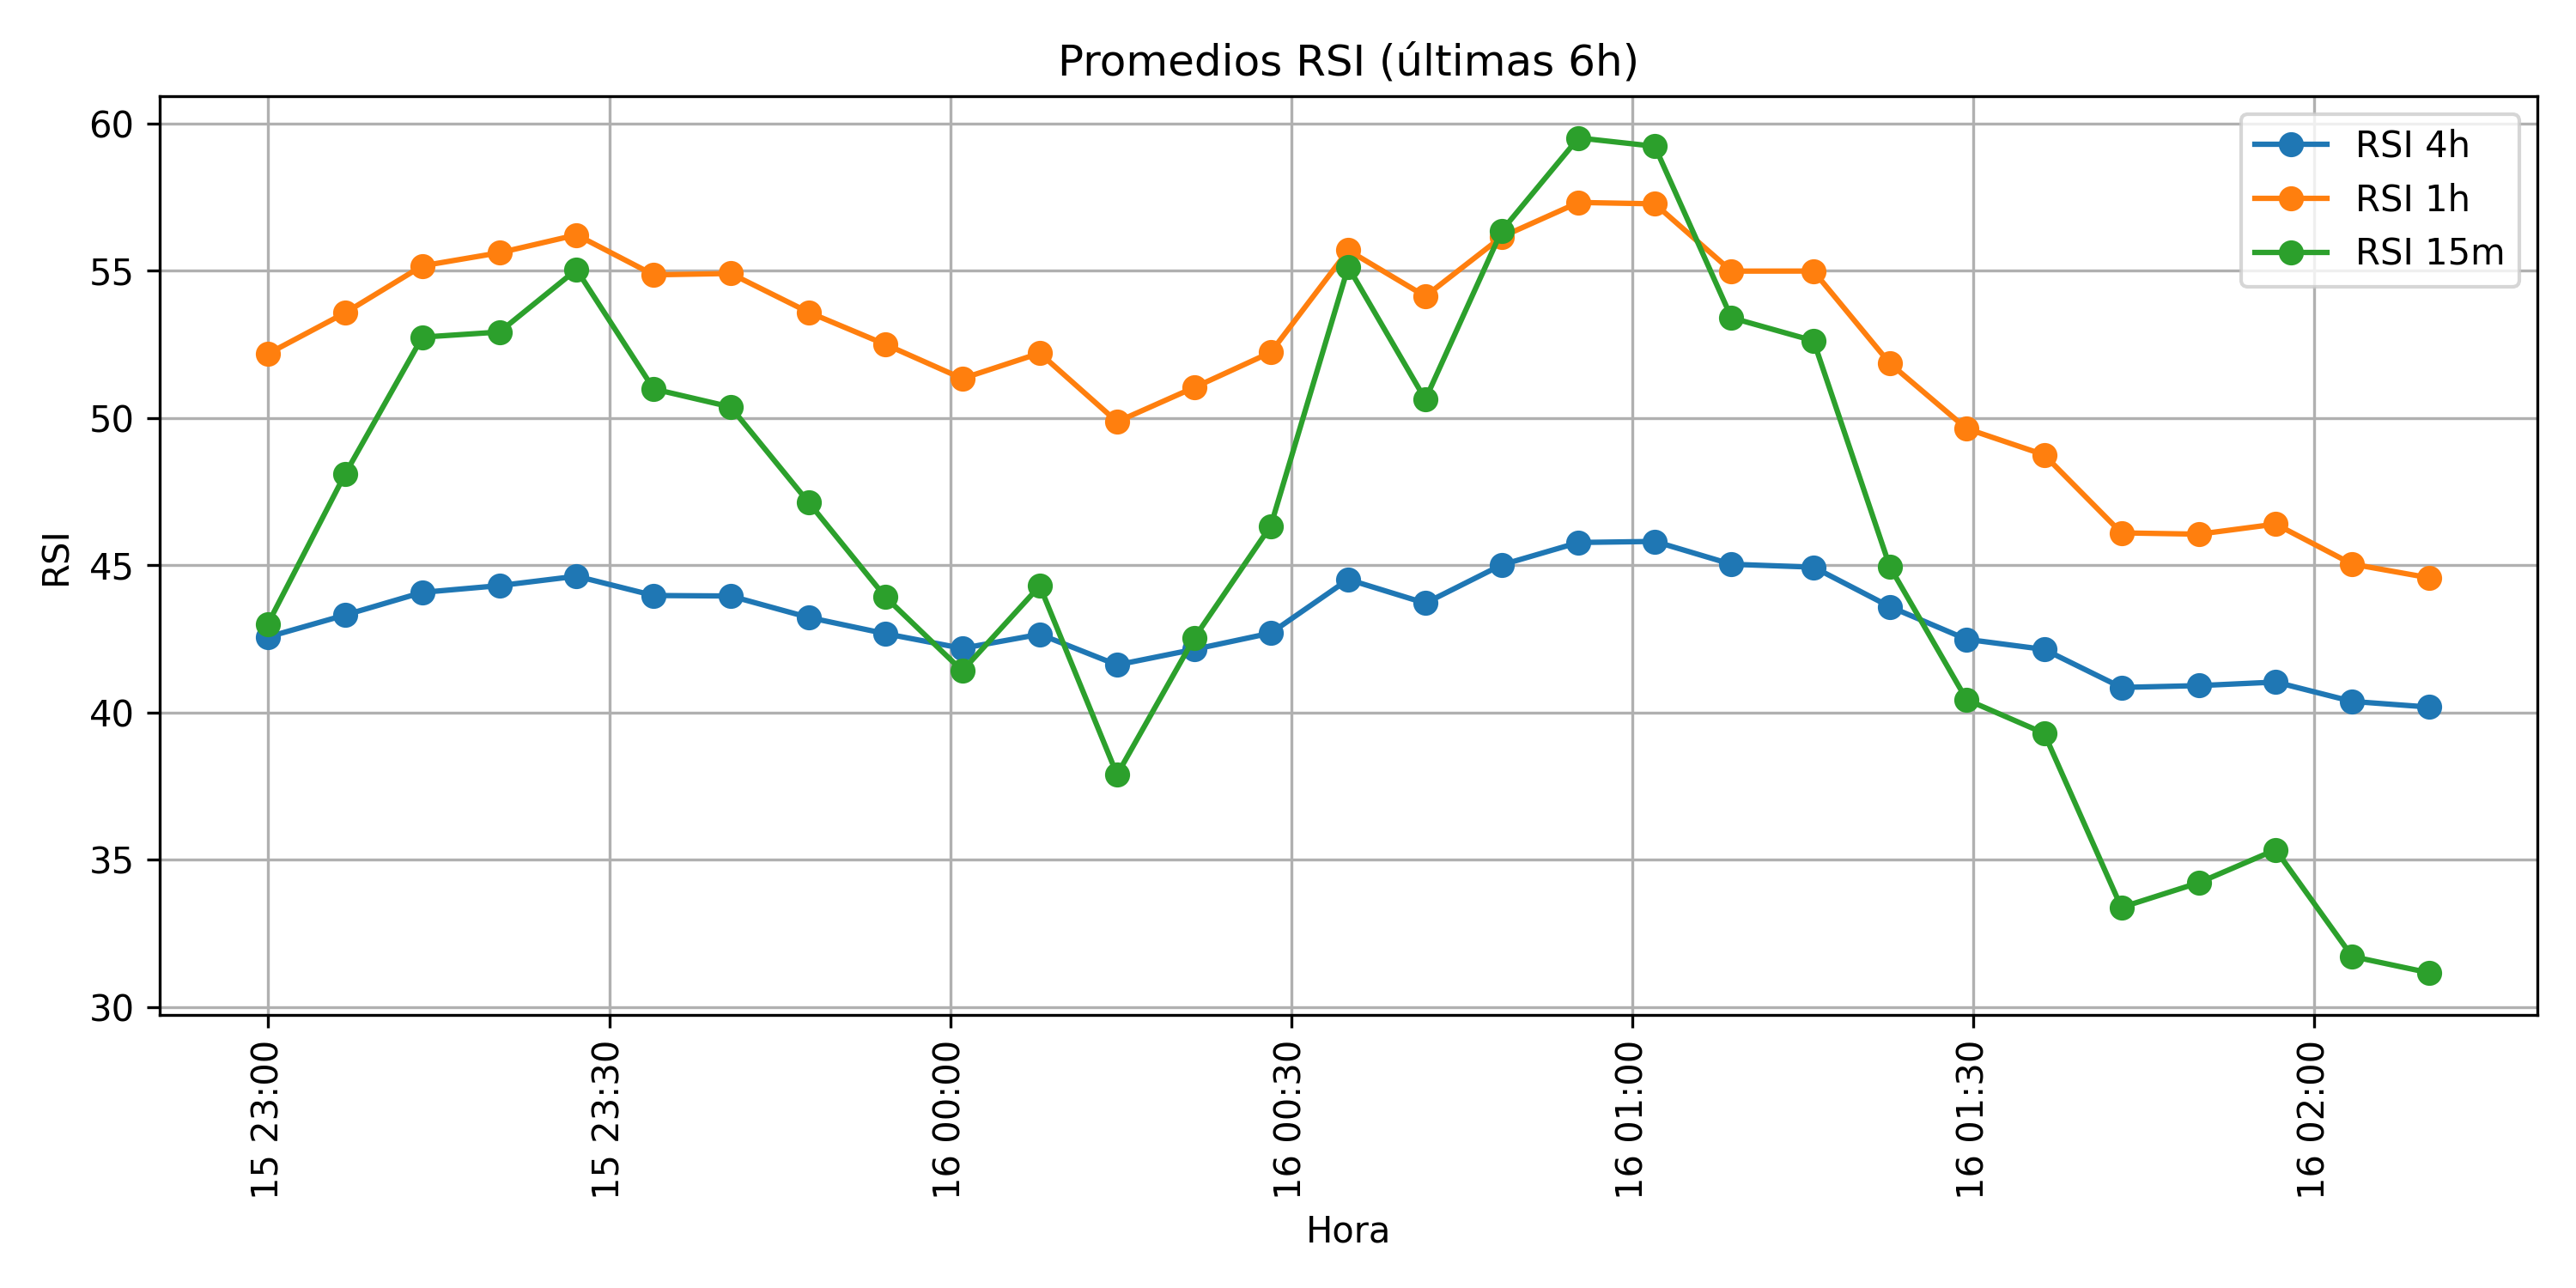 Promedios RSI (últimas 6h)
60
55
50
45
40
35
30
RSI
RSI 4h
RSI 1h
RSI 15m
15 23:00
15 23:30
16 00:00
16 00:30
16 01:00
16 01:30
16 02:00
Hora